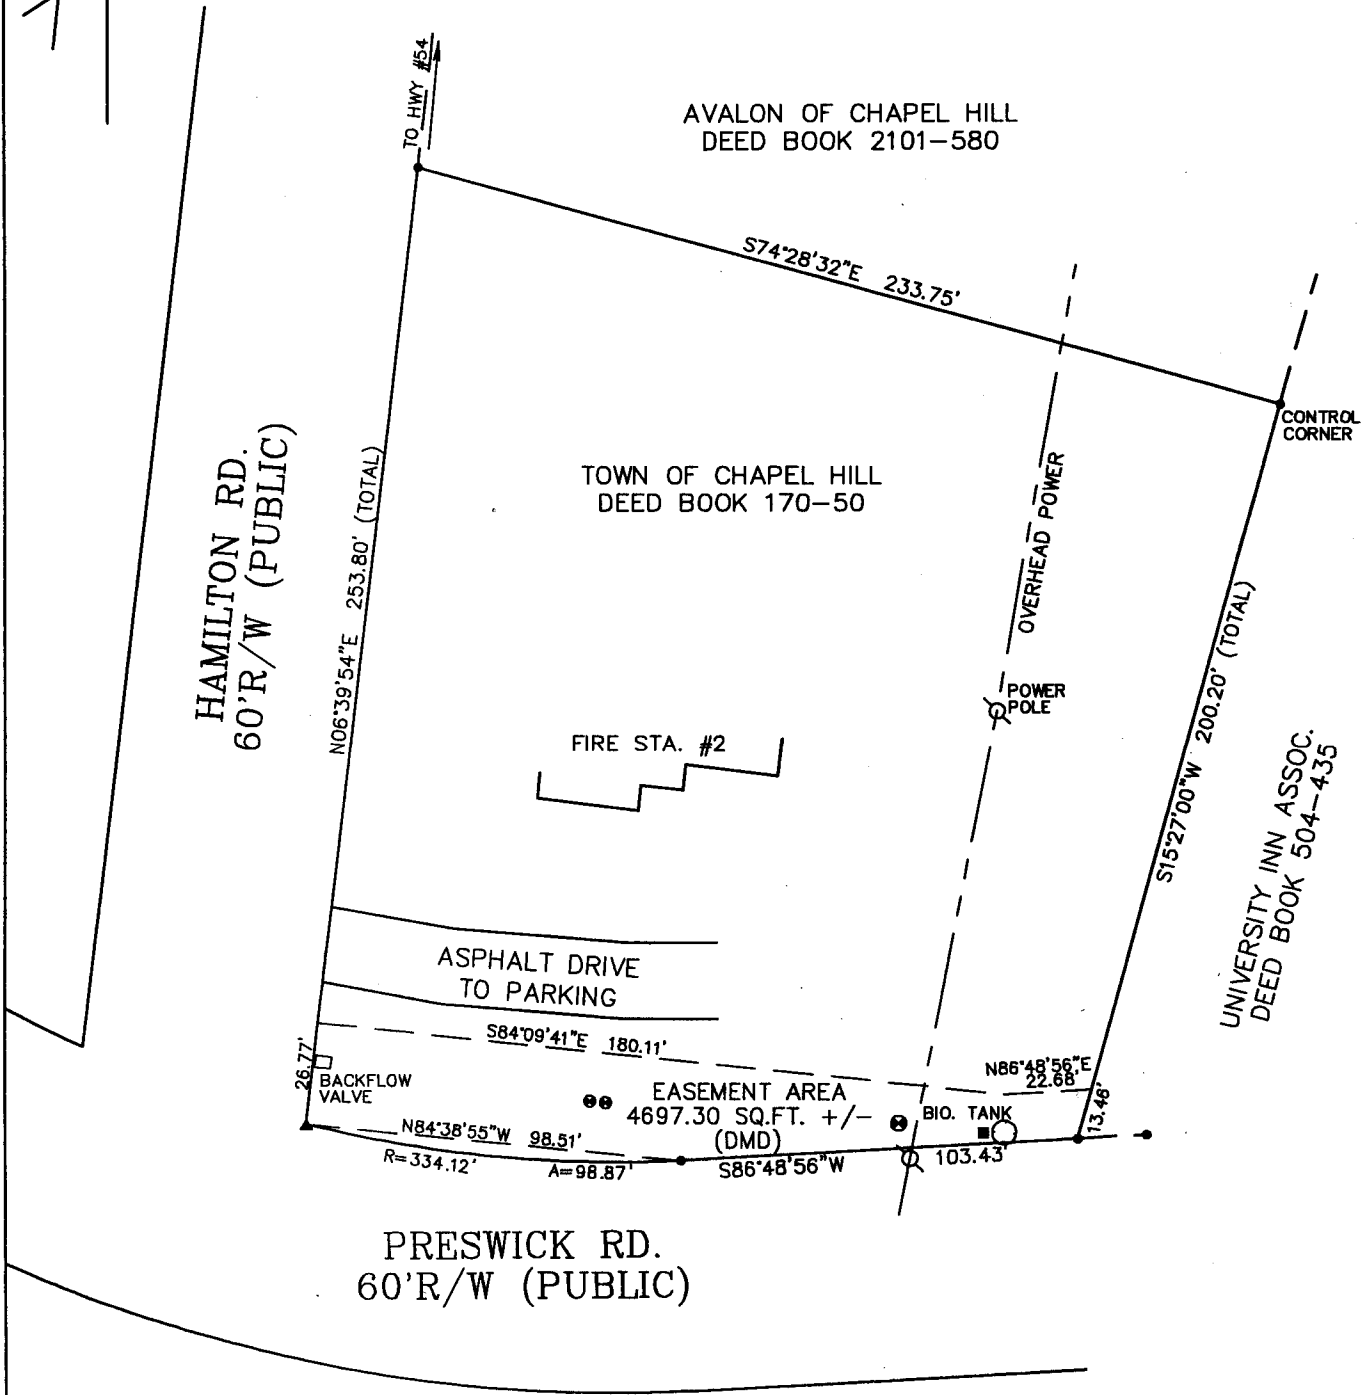 TO HWY #54
AVALON OF CHAPEL HILL
DEED BOOK 2101-580
S74°28'32"E 233.75'
CONTROL
CORNER
TOWN OF CHAPEL HILL
DEED BOOK 170-50
OVERHEAD POWER
HAMILTON RD.
60'R/W (PUBLIC)
N06°39'54"E 253.80' (TOTAL)
POWER
POLE
S15°27'00"W 200.20' (TOTAL)
FIRE STA. #2
UNIVERSITY INN ASSOC.
DEED BOOK 504-435
ASPHALT DRIVE
TO PARKING
S84°09'41"E 180.11'
N86°48'56"E
22.68'
26.77'
BACKFLOW
VALVE
EASEMENT AREA
4697.30 SQ.FT. +/-
(DMD)
BIO. TANK
13.46'
N84°38'55"W 98.51'
R=334.12' A=98.87'
S86°48'56"W 103.43'
PRESWICK RD.
60'R/W (PUBLIC)